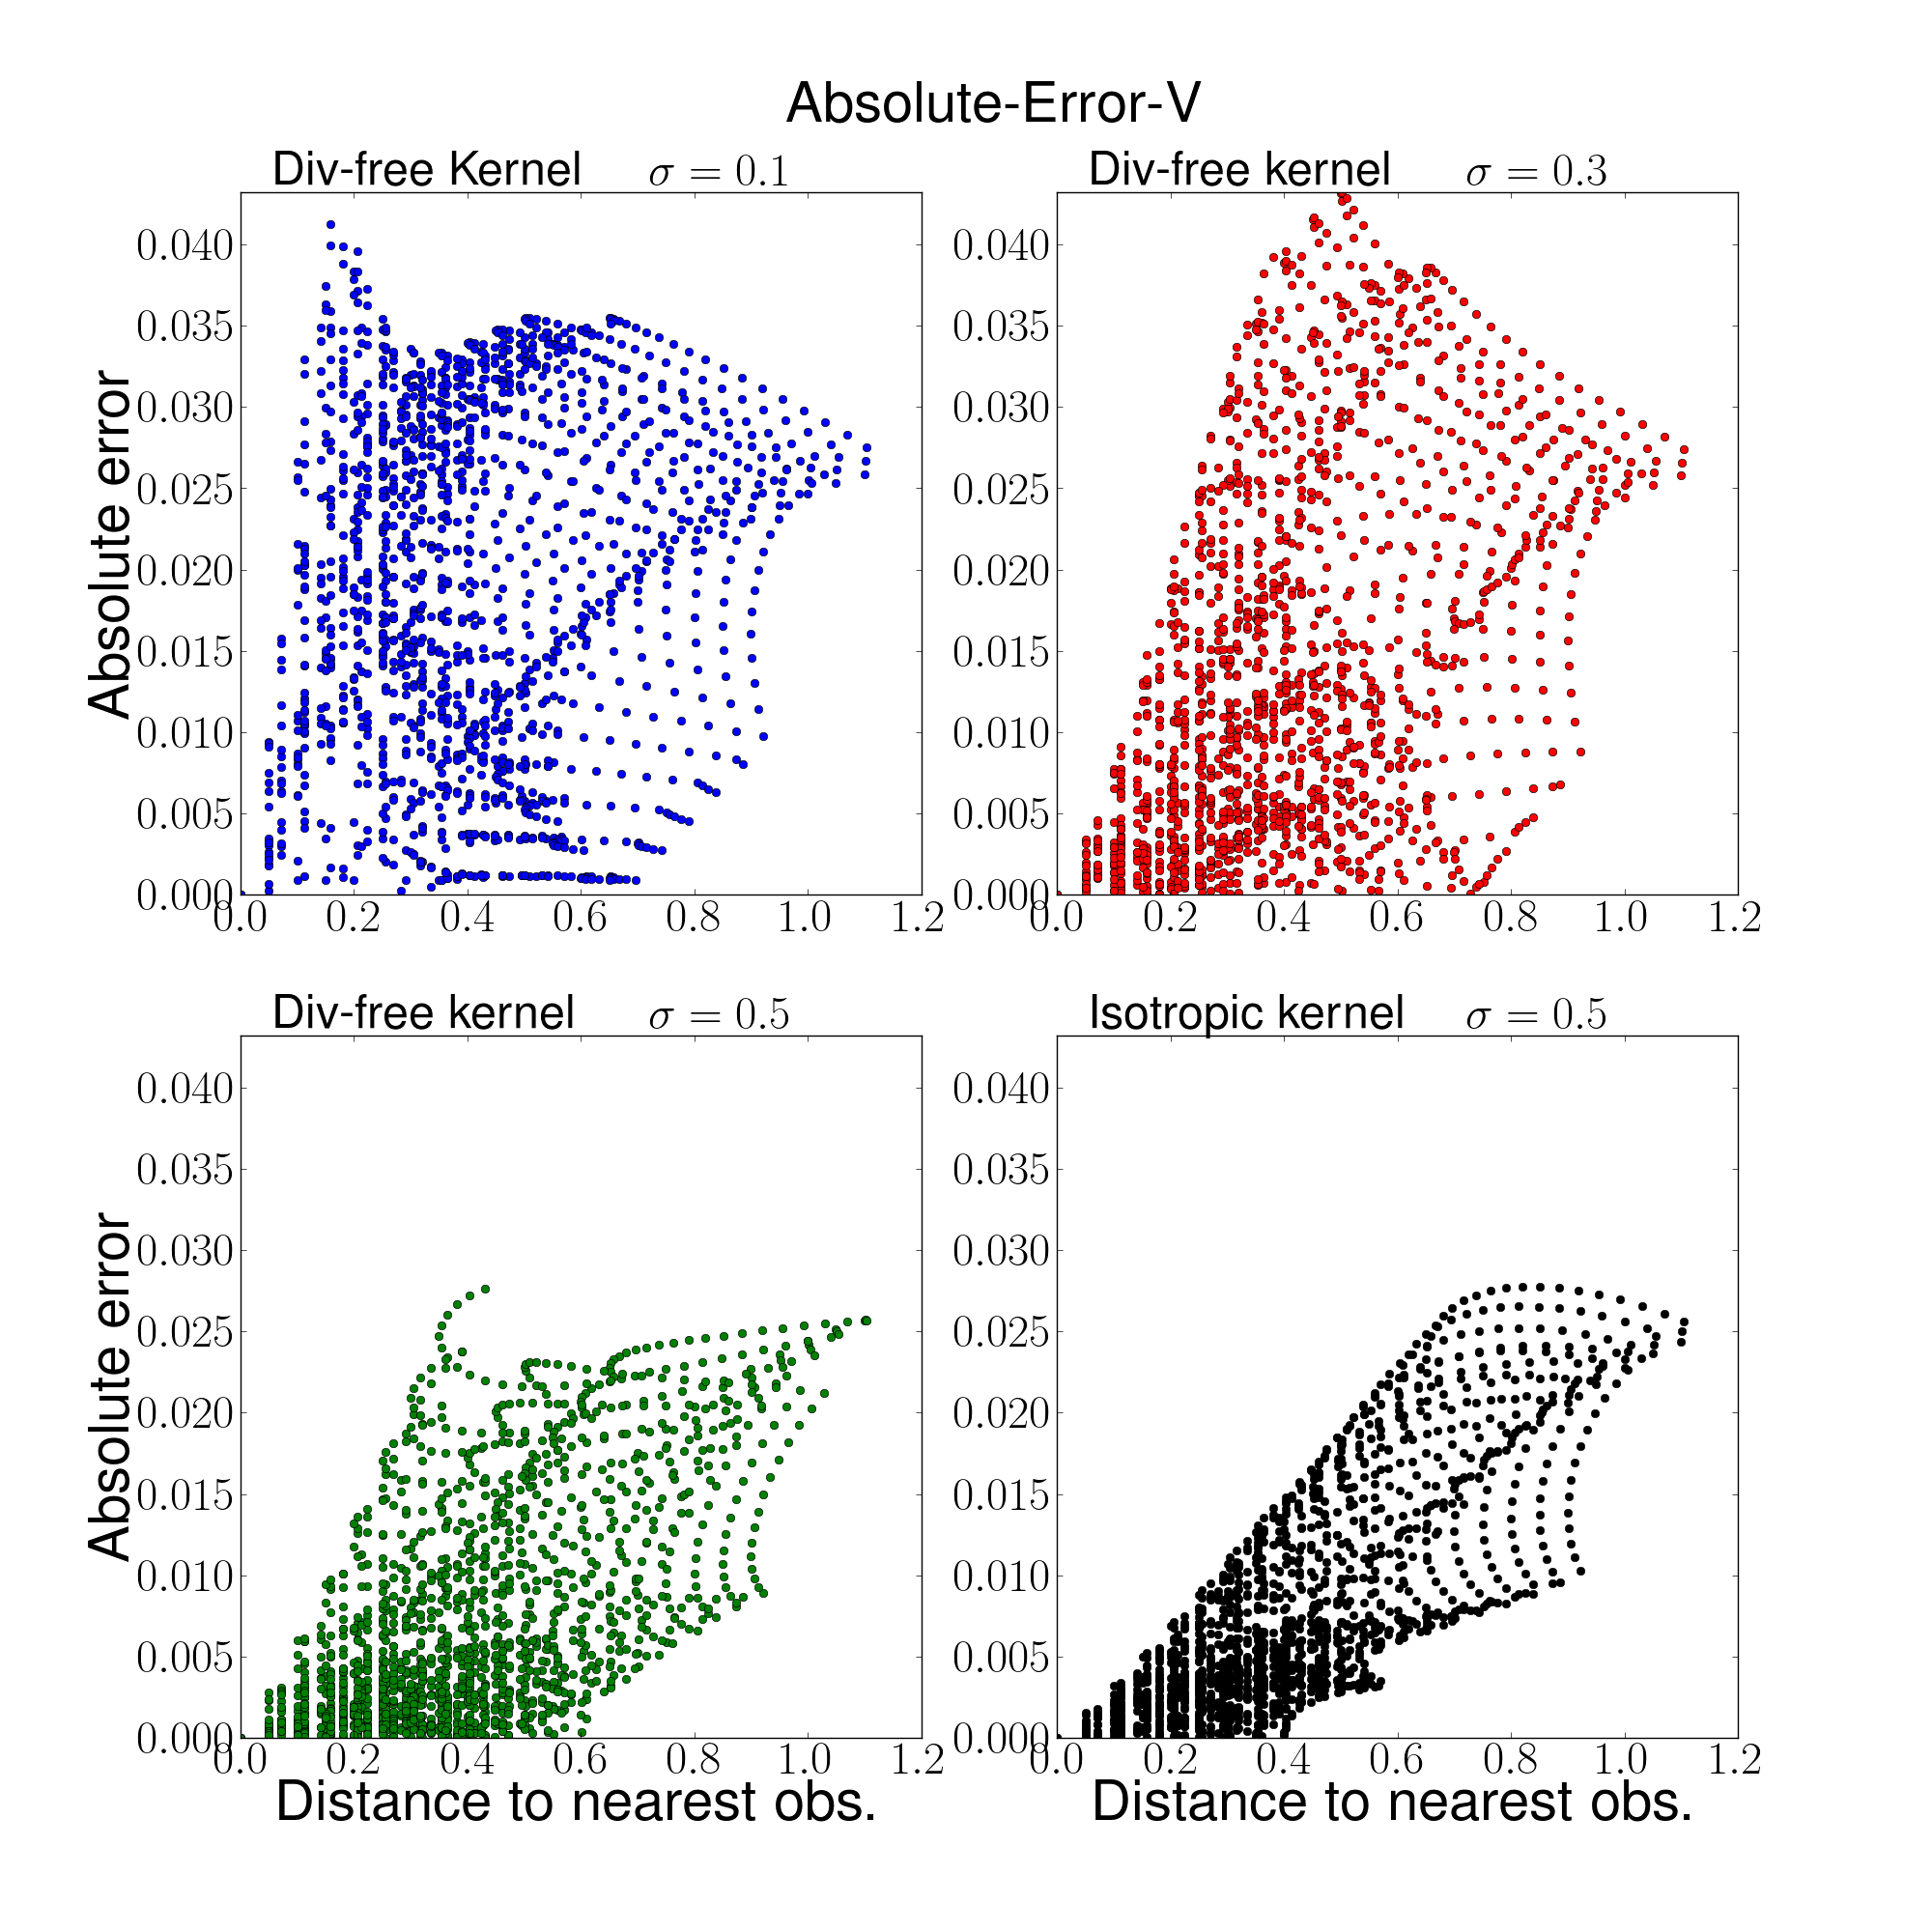 Absolute-Error-V
Div-free Kernel σ = 0.1
Div-free kernel σ = 0.3
Absolute error
0.040
0.035
0.030
0.025
0.020
0.015
0.010
0.005
0.000
0.0 0.2 0.4 0.6 0.8 1.0 1.2
0.040
0.035
0.030
0.025
0.020
0.015
0.010
0.005
0.000
0.0 0.2 0.4 0.6 0.8 1.0 1.2
Div-free kernel σ = 0.5
Isotropic kernel σ = 0.5
Absolute error
0.040
0.035
0.030
0.025
0.020
0.015
0.010
0.005
0.000
0.0 0.2 0.4 0.6 0.8 1.0 1.2
Distance to nearest obs.
0.040
0.035
0.030
0.025
0.020
0.015
0.010
0.005
0.000
0.0 0.2 0.4 0.6 0.8 1.0 1.2
Distance to nearest obs.